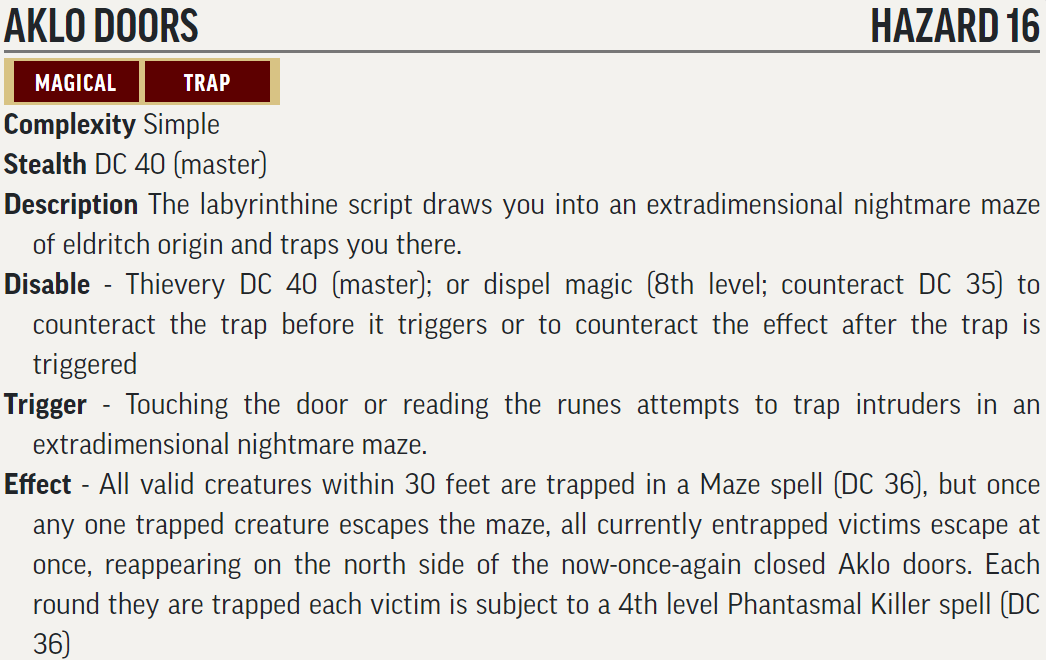 AKLO DOORS HAZARD 16
MAGICAL TRAP
Complexity Simple
Stealth DC 40 (master)
Description The labyrinthine script draws you into an extradimensional nightmare maze
of eldritch origin and traps you there.
Disable - Thievery DC 40 (master); or dispel magic (8th level; counteract DC 35) to
counteract the trap before it triggers or to counteract the effect after the trap is
triggered
Trigger - Touching the door or reading the runes attempts to trap intruders in an
extradimensional nightmare maze.
Effect - All valid creatures within 30 feet are trapped in a Maze spell (DC 36), but once
any one trapped creature escapes the maze, all currently entrapped victims escape at
once, reappearing on the north side of the now-once-again closed Aklo doors. Each
round they are trapped each victim is subject to a 4th level Phantasmal Killer spell (DC
36)